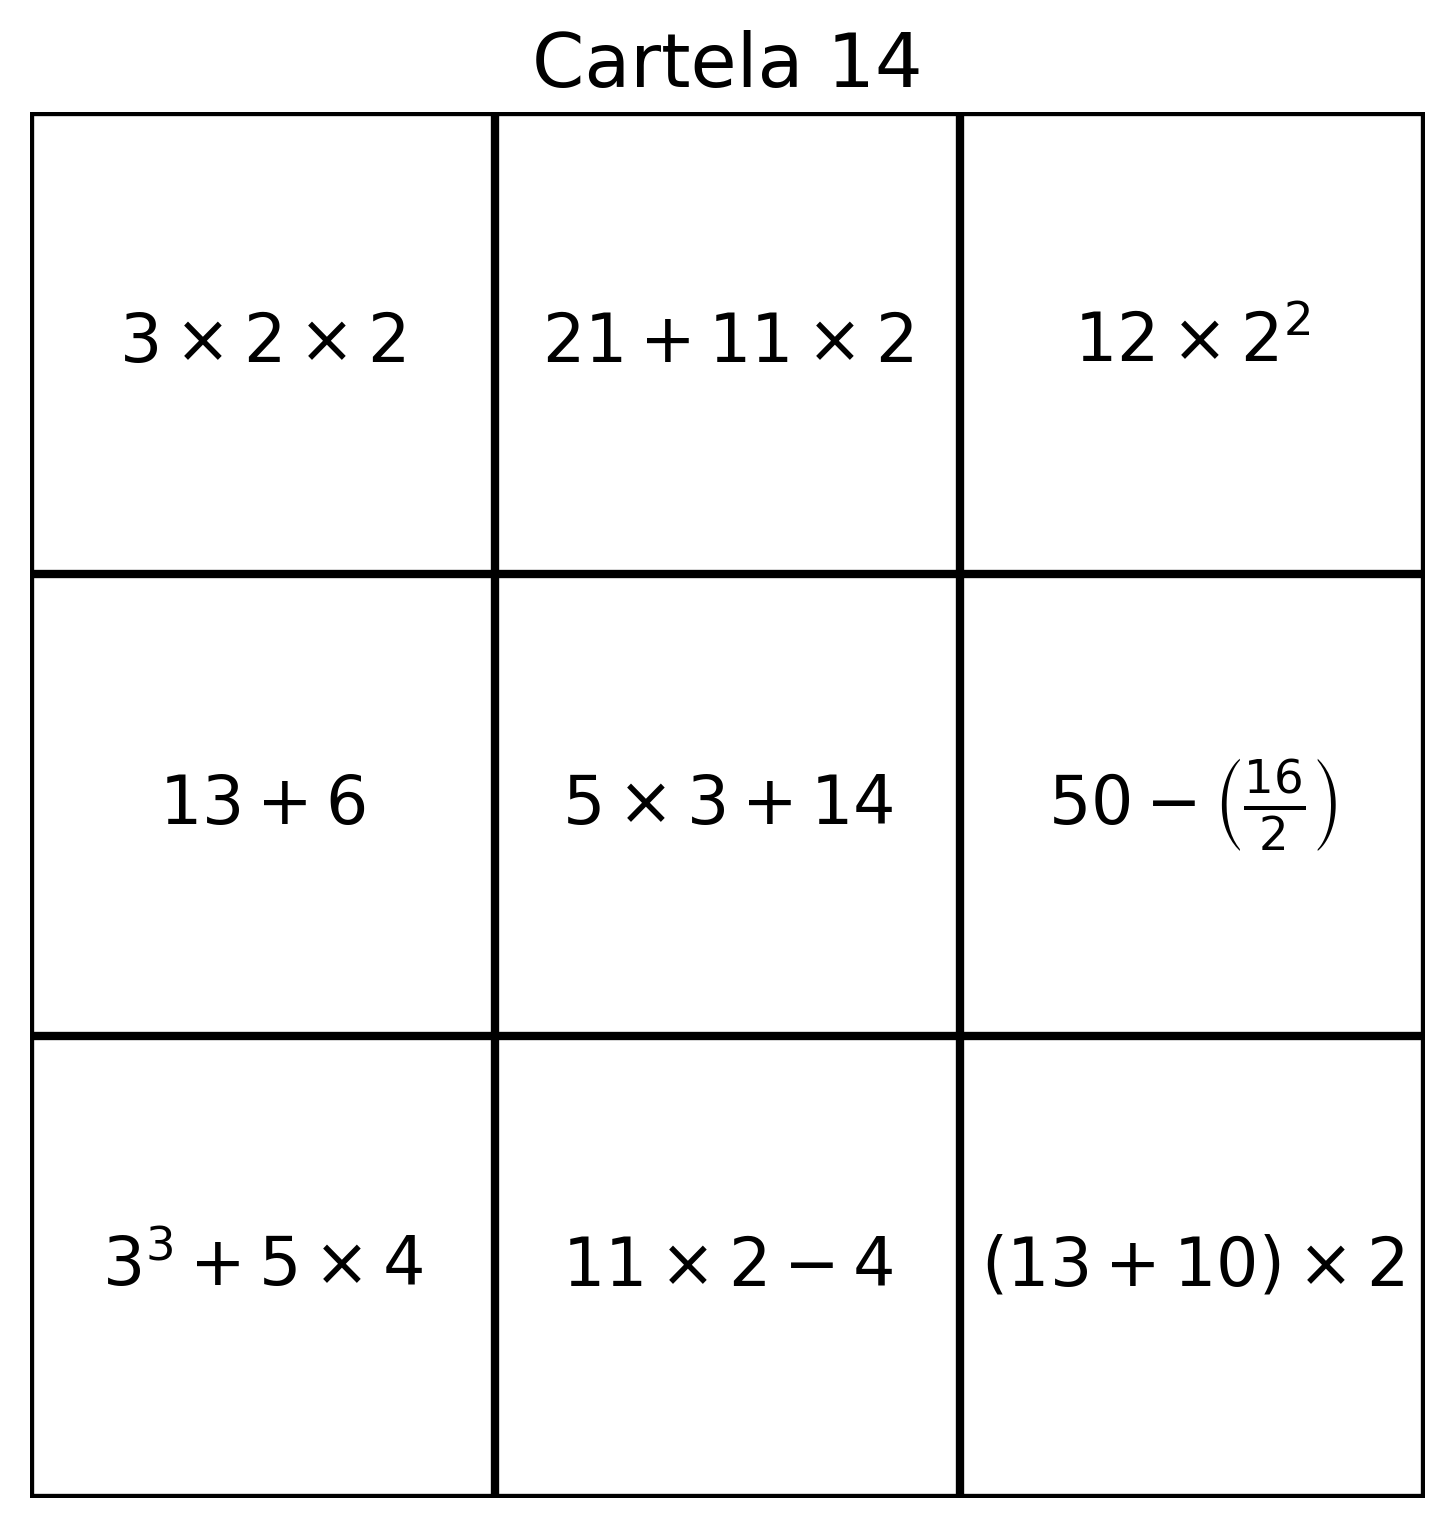 Cartela 14
3 × 2 × 2
21 + 11 × 2
12 × 2²
13 + 6
5 × 3 + 14
50 − (16/2)
3³ + 5 × 4
11 × 2 − 4
(13 + 10) × 2